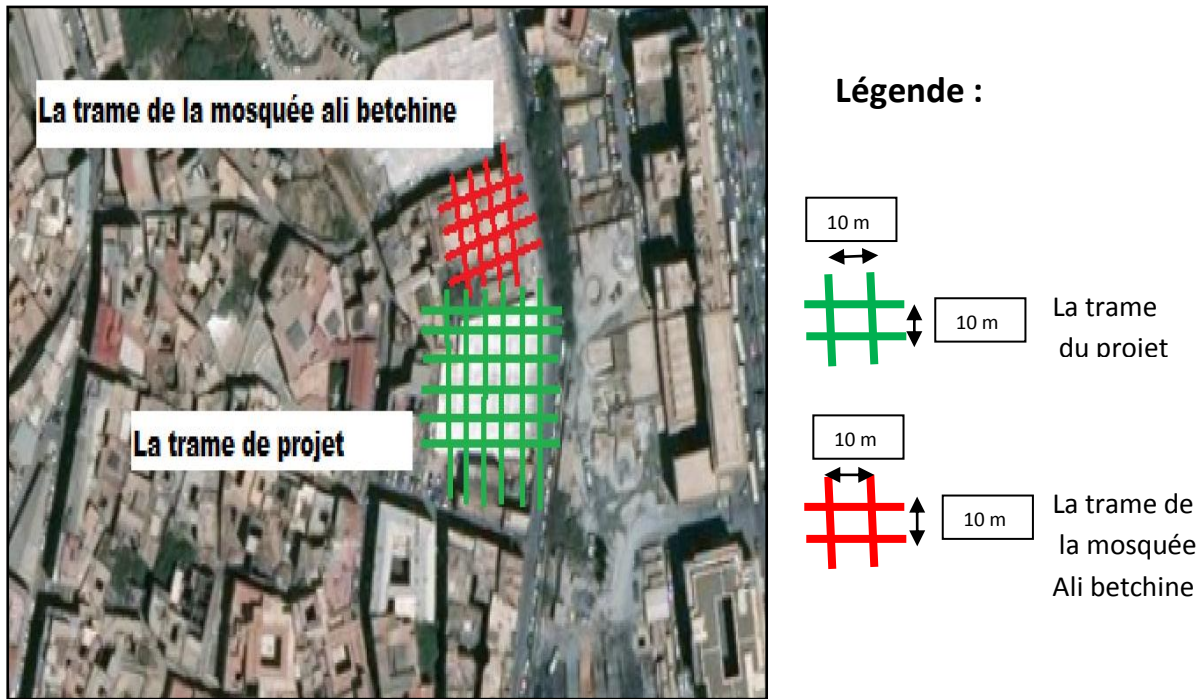 La trame de la mosquée ali betchine
La trame de projet
Légende :
10 m
10 m
La trame
du projet
10 m
10 m
La trame de
la mosquée
Ali betchine